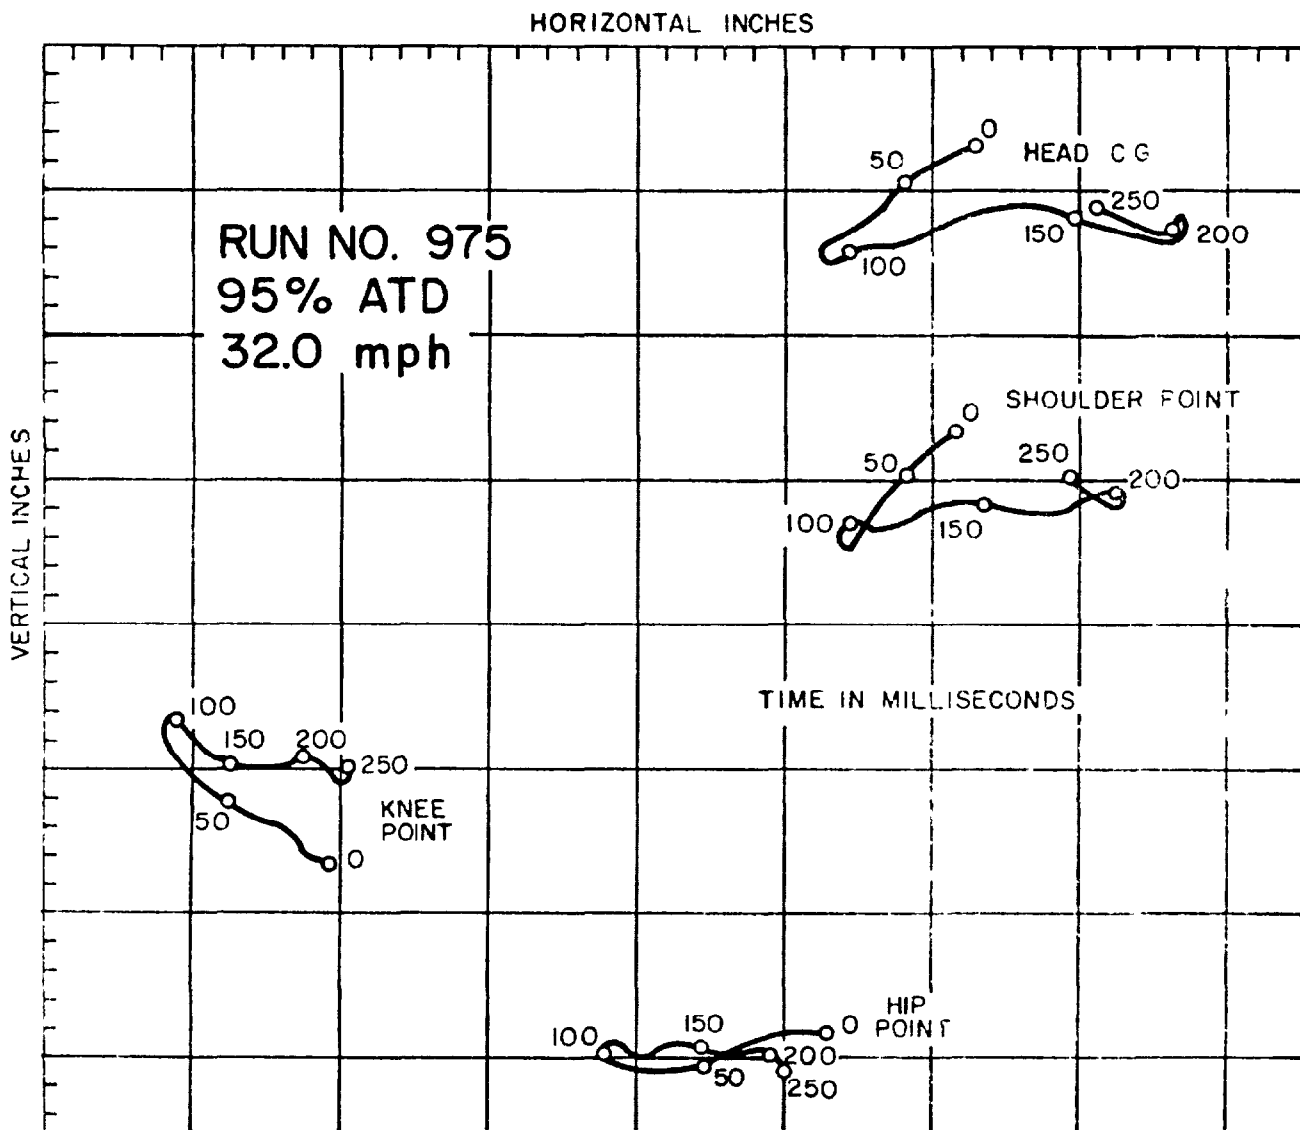 HORIZONTAL INCHES
VERTICAL INCHES
RUN NO. 975
95% ATD
32.0 mph
0
50
HEAD CG
250
150
200
100
SHOULDER POINT
0
50
250
200
100
150
TIME IN MILLISECONDS
100
150
200
250
50
KNEE
POINT
0
HIP
POINT
0
100
150
200
50
250